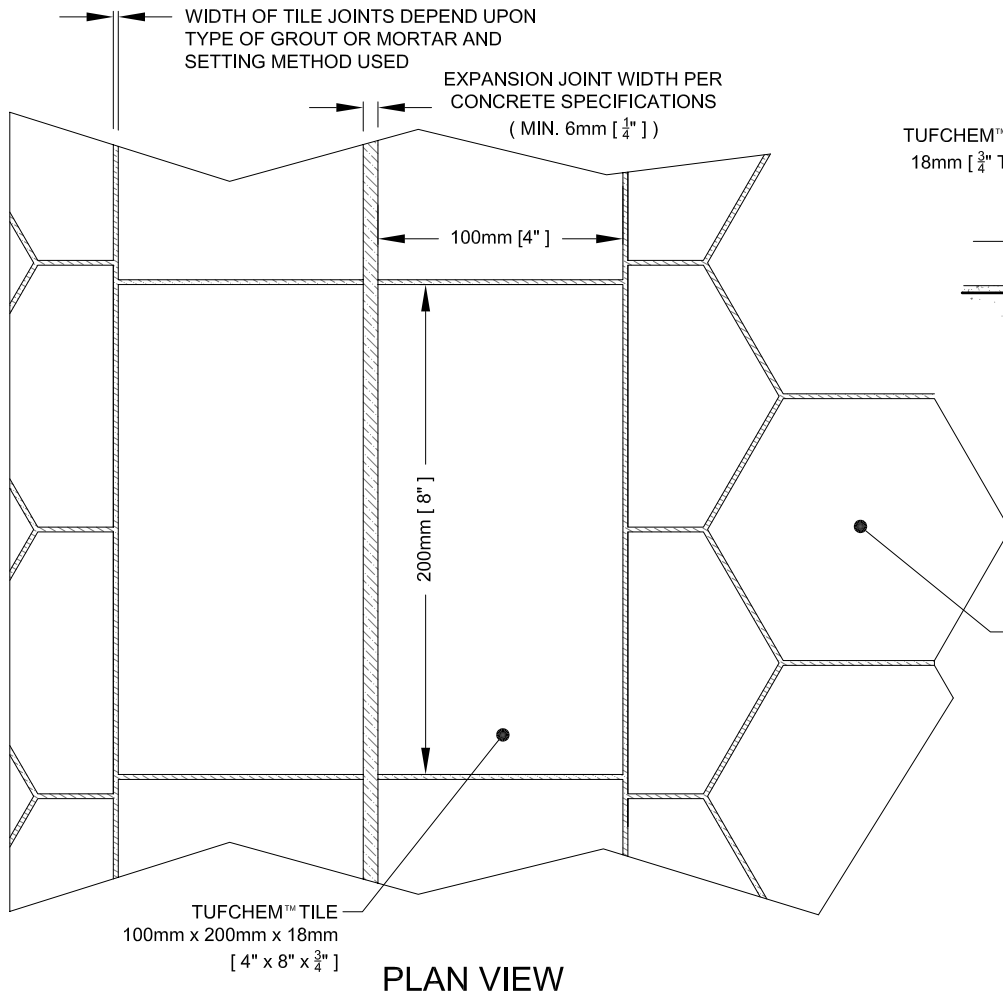 WIDTH OF TILE JOINTS DEPEND UPON
TYPE OF GROUT OR MORTAR AND
SETTING METHOD USED
EXPANSION JOINT WIDTH PER
CONCRETE SPECIFICATIONS
( MIN. 6mm [ 1/4" ] )
TUFCHEM™
18mm [ 3/4" T
100mm [4" ]
200mm [ 8" ]
TUFCHEM™ TILE
100mm x 200mm x 18mm
[ 4" x 8" x 3/4" ]
PLAN VIEW